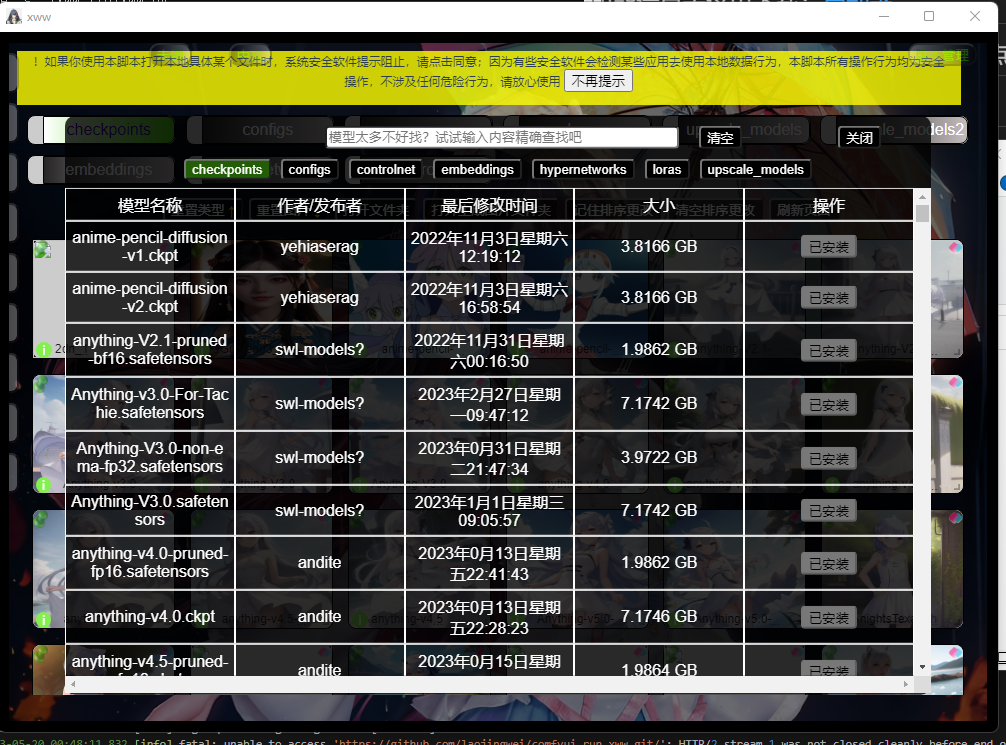 xww
！如果你使用本脚本打开本地具体某个文件时，系统安全软件提示阻止，请点击同意；因为有些安全软件会检测某些应用去使用本地数据行为，本脚本所有操作行为均为安全
操作，不涉及任何危险行为，请放心使用 不再提示
checkpoints configs le_models2
模型太多不好找？试试输入内容精确查找吧 清空 关闭
embeddings
checkpoints configs controlnet embeddings hypernetworks loras upscale_models
模型名称 作者/发布者 最后修改时间 大小 操作
anime-pencil-diffusion
-v1.ckpt
yehiaserag
2022年11月3日星期六
12:19:12
3.8166 GB
已安装
anime-pencil-diffusion
-v2.ckpt
yehiaserag
2022年11月3日星期六
16:58:54
3.8166 GB
已安装
anything-V2.1-pruned
-bf16.safetensors
swl-models?
2022年11月31日星期
六00:16:50
1.9862 GB
已安装
Anything-v3.0-For-Tac
hie.safetensors
swl-models?
2023年2月27日星期
一09:47:12
7.1742 GB
已安装
Anything-V3.0-non-e
ma-fp32.safetensors
swl-models?
2023年0月31日星期
二21:47:34
3.9722 GB
已安装
Anything-V3.0.safeten
sors
swl-models?
2023年1月1日星期三
09:05:57
7.1742 GB
已安装
anything-v4.0-pruned-
fp16.safetensors
andite
2023年0月13日星期
五22:41:43
1.9862 GB
已安装
anything-v4.0.ckpt
andite
2023年0月13日星期
五22:28:23
7.1746 GB
已安装
anything-v4.5-pruned-
andite
2023年0月15日星期
1.9864 GB
已安装
3-05-20 00:48:11.832 [info] fatal: unable to access 'https://github.com/laojingwei/comfyui_run_xww.git/': HTTP/2 stream 1 was not closed cleanly before end